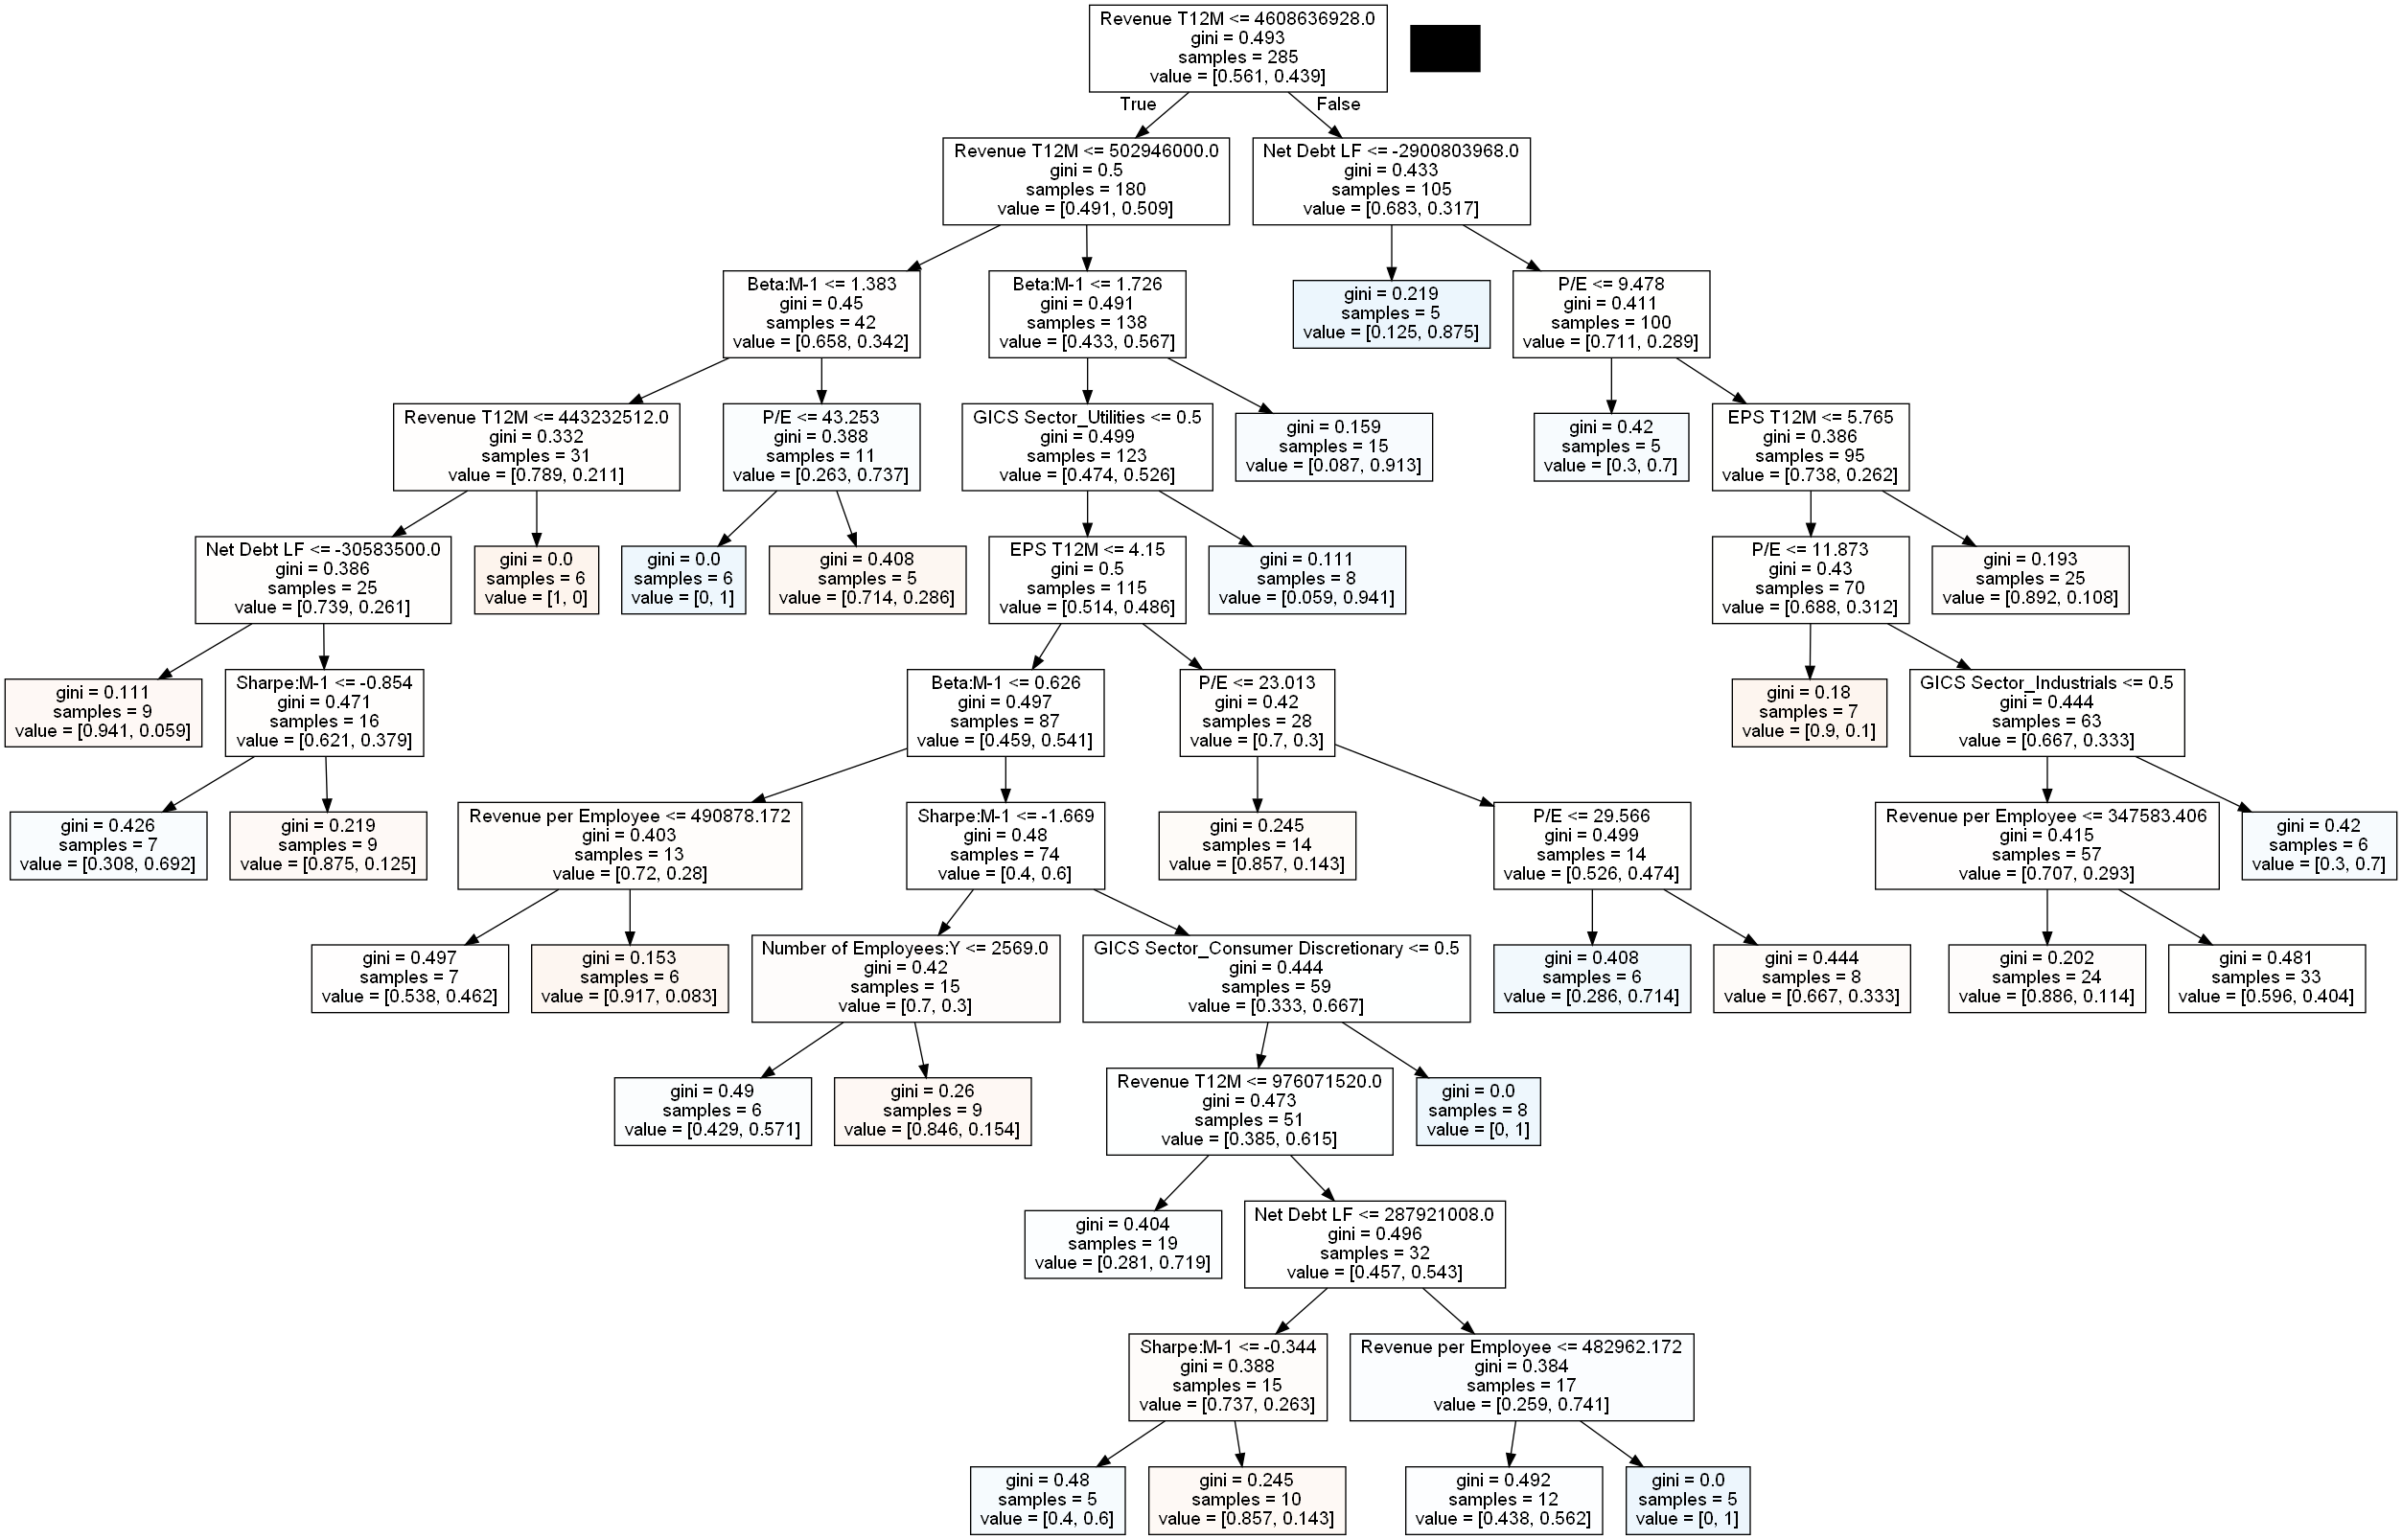 Revenue T12M <= 4608636928.0
gini = 0.493
samples = 285
value = [0.561, 0.439]
True
False
Revenue T12M <= 502946000.0
gini = 0.5
samples = 180
value = [0.491, 0.509]
Net Debt LF <= -2900803968.0
gini = 0.433
samples = 105
value = [0.683, 0.317]
Beta:M-1 <= 1.383
gini = 0.45
samples = 42
value = [0.658, 0.342]
Beta:M-1 <= 1.726
gini = 0.491
samples = 138
value = [0.433, 0.567]
gini = 0.219
samples = 5
value = [0.125, 0.875]
P/E <= 9.478
gini = 0.411
samples = 100
value = [0.711, 0.289]
Revenue T12M <= 443232512.0
gini = 0.332
samples = 31
value = [0.789, 0.211]
P/E <= 43.253
gini = 0.388
samples = 11
value = [0.263, 0.737]
GICS Sector_Utilities <= 0.5
gini = 0.499
samples = 123
value = [0.474, 0.526]
gini = 0.159
samples = 15
value = [0.087, 0.913]
gini = 0.42
samples = 5
value = [0.3, 0.7]
EPS T12M <= 5.765
gini = 0.386
samples = 95
value = [0.738, 0.262]
Net Debt LF <= -30583500.0
gini = 0.386
samples = 25
value = [0.739, 0.261]
gini = 0.0
samples = 6
value = [1, 0]
gini = 0.0
samples = 6
value = [0, 1]
gini = 0.408
samples = 5
value = [0.714, 0.286]
EPS T12M <= 4.15
gini = 0.5
samples = 115
value = [0.514, 0.486]
gini = 0.111
samples = 8
value = [0.059, 0.941]
P/E <= 11.873
gini = 0.43
samples = 70
value = [0.688, 0.312]
gini = 0.193
samples = 25
value = [0.892, 0.108]
gini = 0.111
samples = 9
value = [0.941, 0.059]
Sharpe:M-1 <= -0.854
gini = 0.471
samples = 16
value = [0.621, 0.379]
Beta:M-1 <= 0.626
gini = 0.497
samples = 87
value = [0.459, 0.541]
P/E <= 23.013
gini = 0.42
samples = 28
value = [0.7, 0.3]
gini = 0.18
samples = 7
value = [0.9, 0.1]
GICS Sector_Industrials <= 0.5
gini = 0.444
samples = 63
value = [0.667, 0.333]
gini = 0.426
samples = 7
value = [0.308, 0.692]
gini = 0.219
samples = 9
value = [0.875, 0.125]
Revenue per Employee <= 490878.172
gini = 0.403
samples = 13
value = [0.72, 0.28]
Sharpe:M-1 <= -1.669
gini = 0.48
samples = 74
value = [0.4, 0.6]
gini = 0.245
samples = 14
value = [0.857, 0.143]
P/E <= 29.566
gini = 0.499
samples = 14
value = [0.526, 0.474]
Revenue per Employee <= 347583.406
gini = 0.415
samples = 57
value = [0.707, 0.293]
gini = 0.42
samples = 6
value = [0.3, 0.7]
gini = 0.497
samples = 7
value = [0.538, 0.462]
gini = 0.153
samples = 6
value = [0.917, 0.083]
Number of Employees:Y <= 2569.0
gini = 0.42
samples = 15
value = [0.7, 0.3]
GICS Sector_Consumer Discretionary <= 0.5
gini = 0.444
samples = 59
value = [0.333, 0.667]
gini = 0.408
samples = 6
value = [0.286, 0.714]
gini = 0.444
samples = 8
value = [0.667, 0.333]
gini = 0.202
samples = 24
value = [0.886, 0.114]
gini = 0.481
samples = 33
value = [0.596, 0.404]
gini = 0.49
samples = 6
value = [0.429, 0.571]
gini = 0.26
samples = 9
value = [0.846, 0.154]
Revenue T12M <= 976071520.0
gini = 0.473
samples = 51
value = [0.385, 0.615]
gini = 0.0
samples = 8
value = [0, 1]
gini = 0.404
samples = 19
value = [0.281, 0.719]
Net Debt LF <= 287921008.0
gini = 0.496
samples = 32
value = [0.457, 0.543]
Sharpe:M-1 <= -0.344
gini = 0.388
samples = 15
value = [0.737, 0.263]
Revenue per Employee <= 482962.172
gini = 0.384
samples = 17
value = [0.259, 0.741]
gini = 0.48
samples = 5
value = [0.4, 0.6]
gini = 0.245
samples = 10
value = [0.857, 0.143]
gini = 0.492
samples = 12
value = [0.438, 0.562]
gini = 0.0
samples = 5
value = [0, 1]